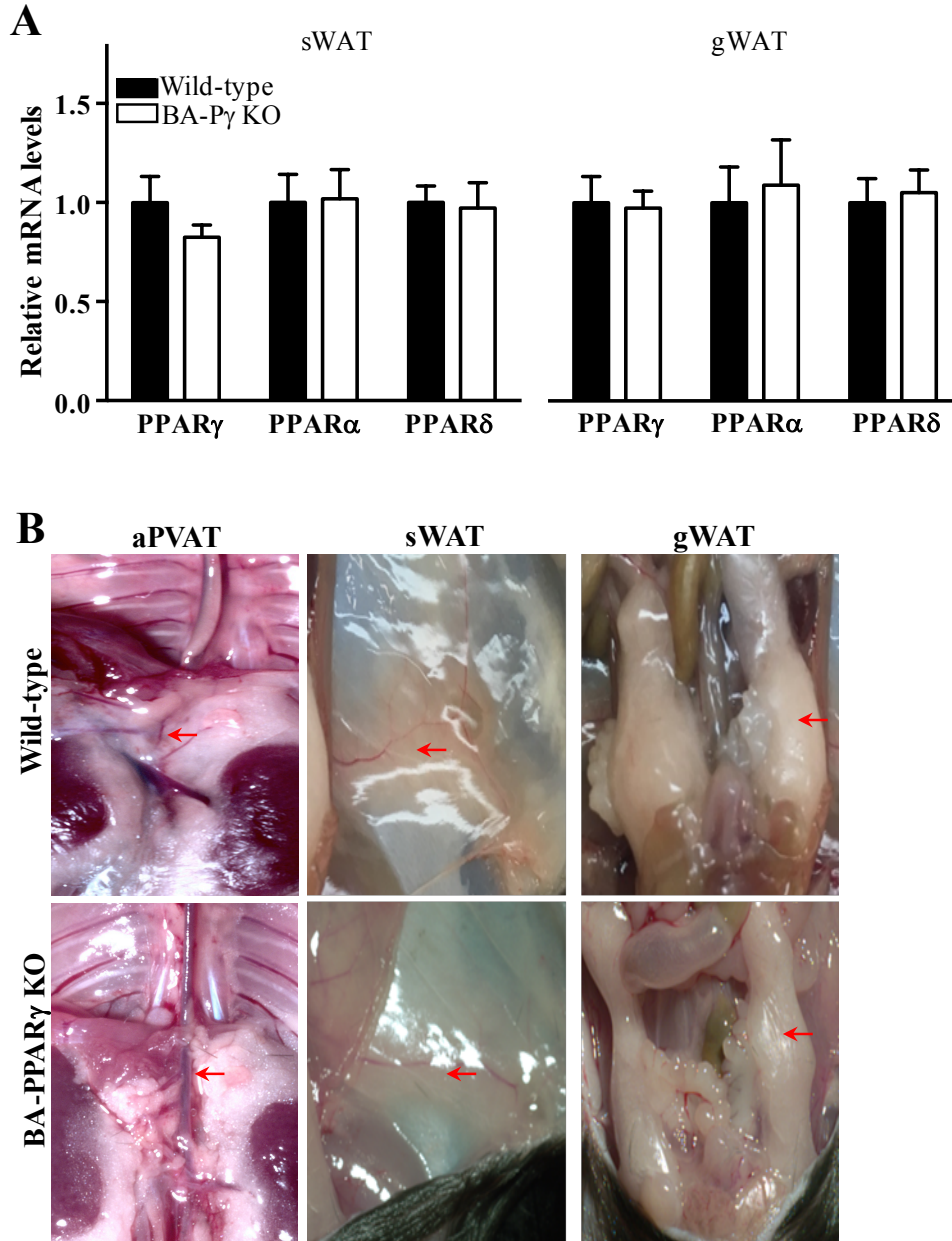 A
sWAT
gWAT
Wild-type
BA-Pγ KO
Relative mRNA levels
1.5
1.0
0.5
0.0
PPARγ PPARα PPARδ
PPARγ PPARα PPARδ
B
aPVAT sWAT gWAT
Wild-type
BA-PPARγ KO